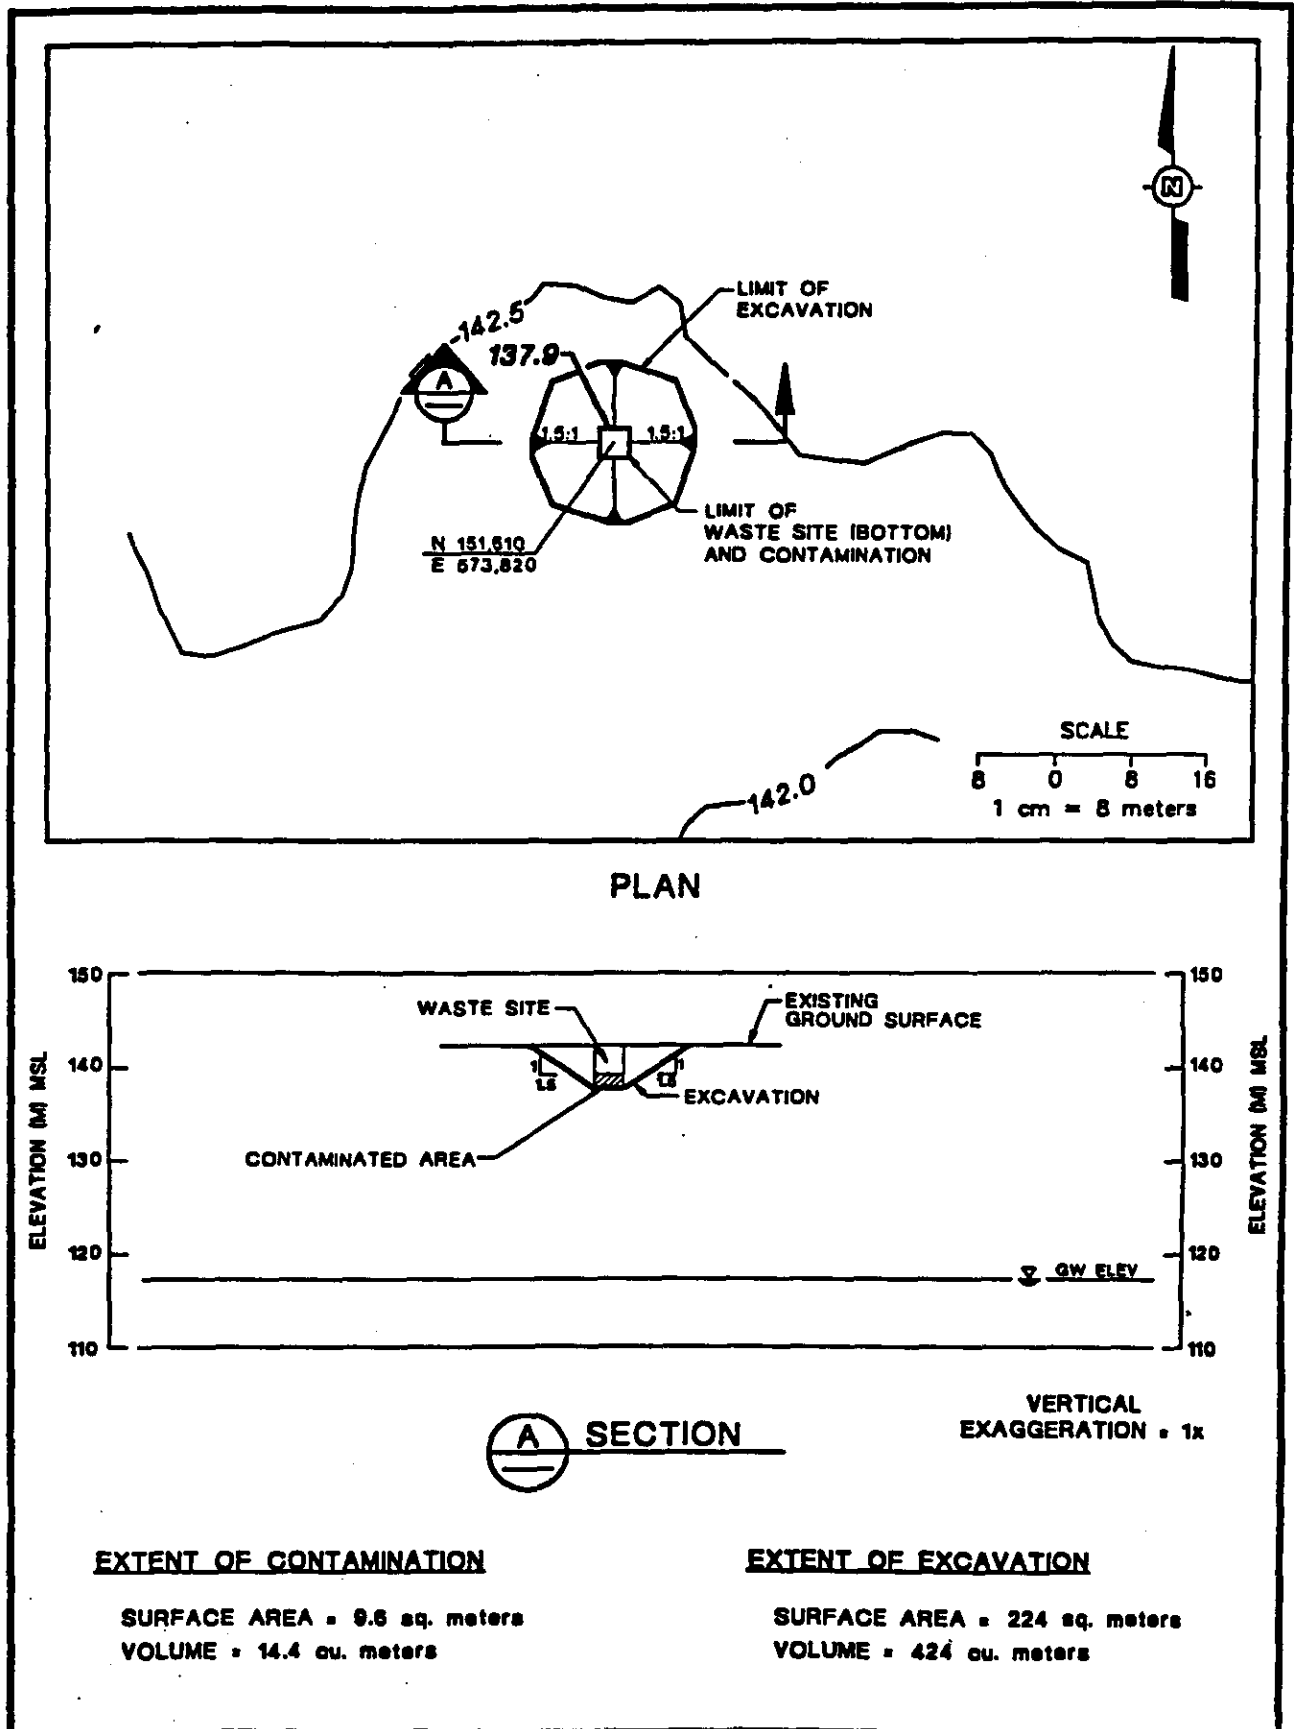 N
LIMIT OF
EXCAVATION
142.5
137.9
A
1.5:1
1.5:1
LIMIT OF
WASTE SITE (BOTTOM)
AND CONTAMINATION
N 151,610
E 573,820
SCALE
8 0 8 16
1 cm = 8 meters
142.0
PLAN
150
150
WASTE SITE
EXISTING
GROUND SURFACE
140
140
1
1.5
1
1.5
EXCAVATION
ELEVATION (M) MSL
ELEVATION (M) MSL
CONTAMINATED AREA
130
130
120
120
GW ELEV
110
110
VERTICAL
EXAGGERATION = 1x
A SECTION
EXTENT OF CONTAMINATION
SURFACE AREA = 9.6 sq. meters
VOLUME = 14.4 cu. meters
EXTENT OF EXCAVATION
SURFACE AREA = 224 sq. meters
VOLUME = 424 cu. meters